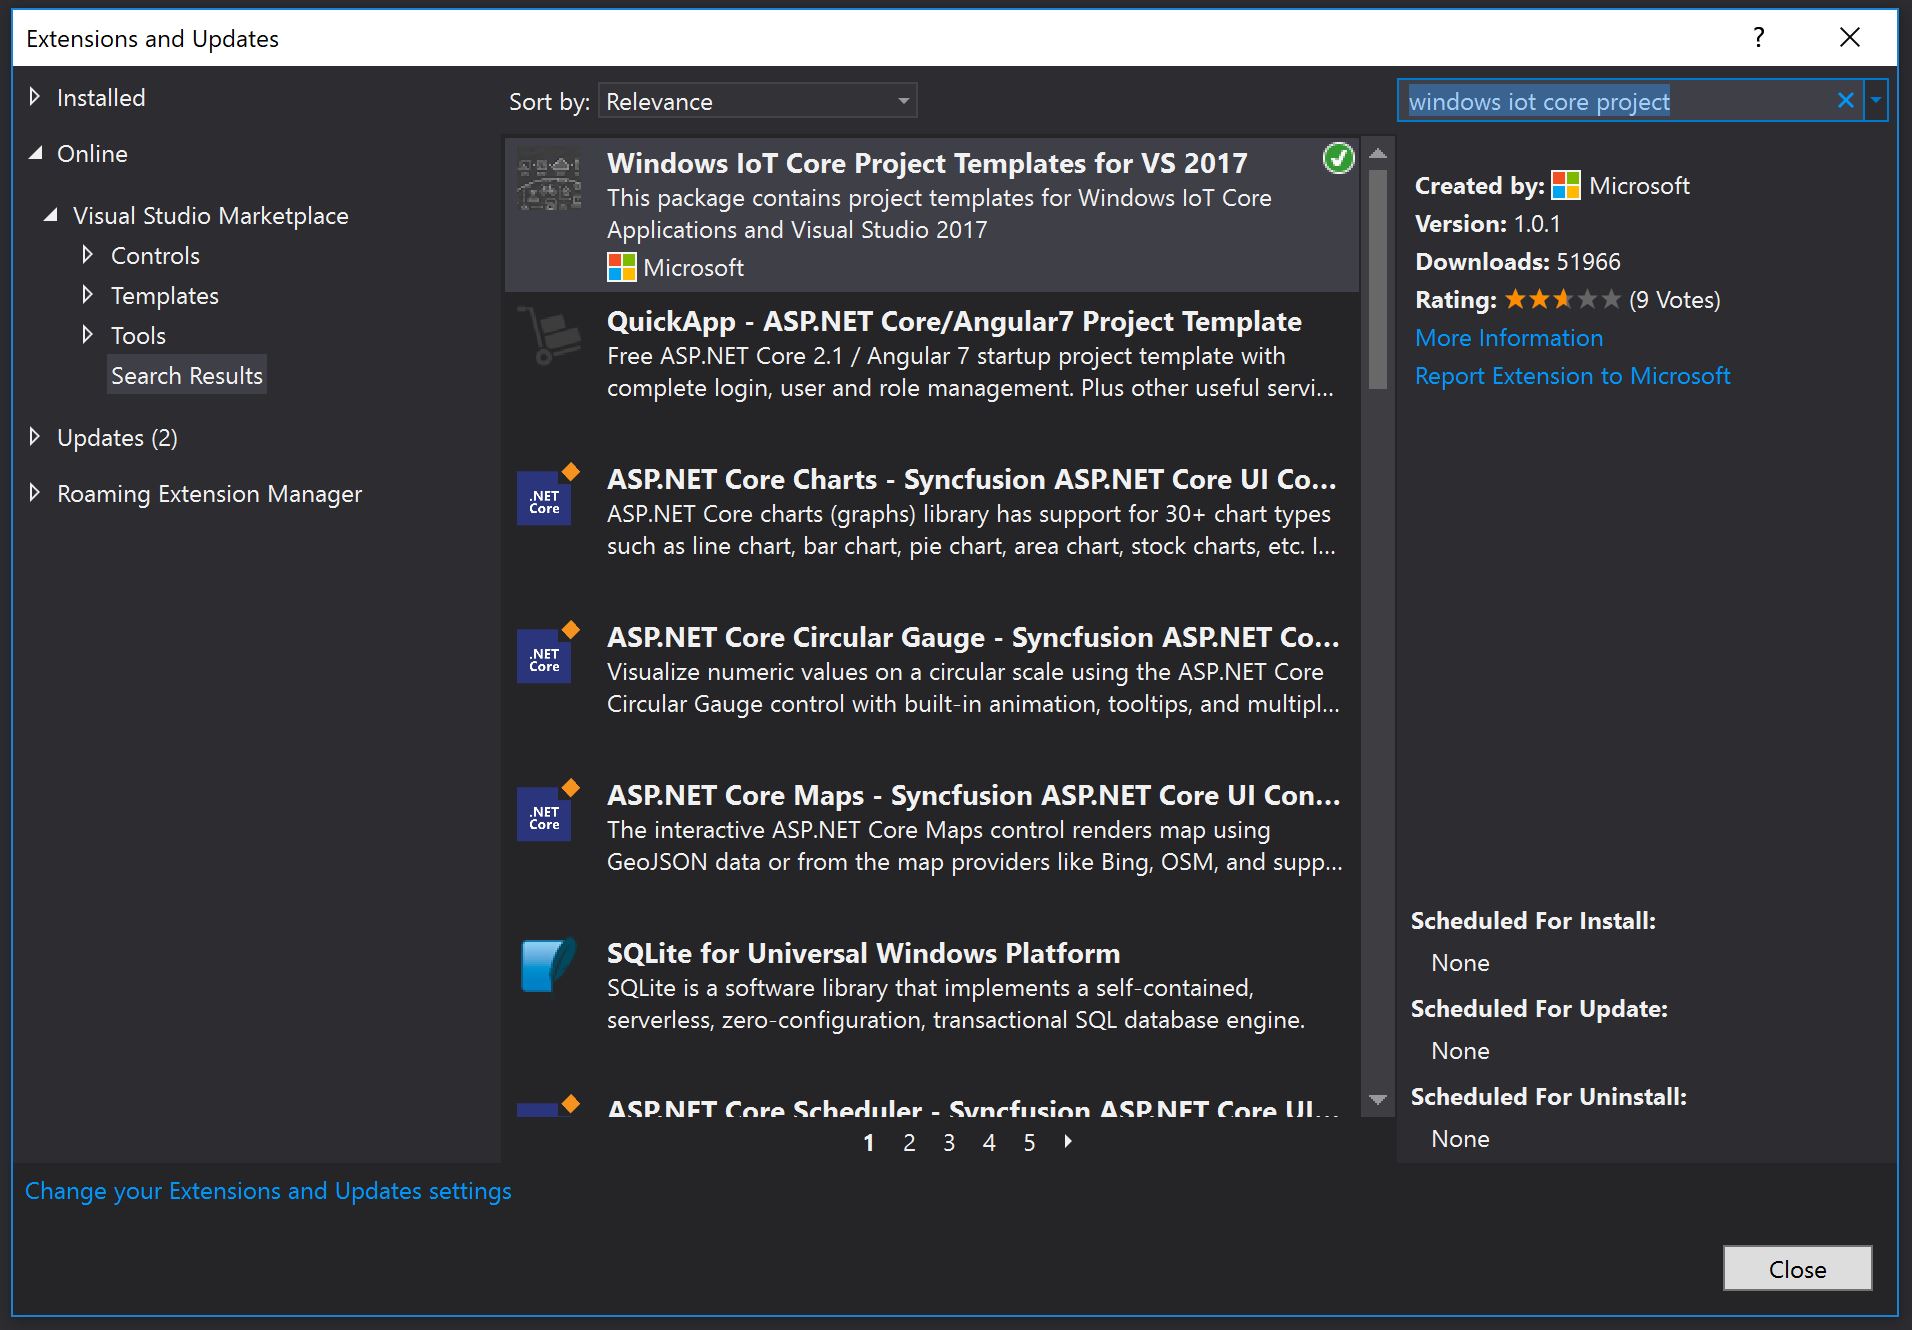 Extensions and Updates
?
Installed
Online
Visual Studio Marketplace
Controls
Templates
Tools
Search Results
Updates (2)
Roaming Extension Manager
Sort by: Relevance
Windows IoT Core Project Templates for VS 2017
This package contains project templates for Windows IoT Core
Applications and Visual Studio 2017
Microsoft
QuickApp - ASP.NET Core/Angular7 Project Template
Free ASP.NET Core 2.1 / Angular 7 startup project template with
complete login, user and role management. Plus other useful servi...
.NET
Core
ASP.NET Core Charts - Syncfusion ASP.NET Core UI Co...
ASP.NET Core charts (graphs) library has support for 30+ chart types
such as line chart, bar chart, pie chart, area chart, stock charts, etc. I...
.NET
Core
ASP.NET Core Circular Gauge - Syncfusion ASP.NET Co...
Visualize numeric values on a circular scale using the ASP.NET Core
Circular Gauge control with built-in animation, tooltips, and multipl...
.NET
Core
ASP.NET Core Maps - Syncfusion ASP.NET Core UI Con...
The interactive ASP.NET Core Maps control renders map using
GeoJSON data or from the map providers like Bing, OSM, and supp...
SQLite for Universal Windows Platform
SQLite is a software library that implements a self-contained,
serverless, zero-configuration, transactional SQL database engine.
ASP.NET Core Scheduler - Syncfusion ASP.NET Core UI...
1 2 3 4 5
windows iot core project
Created by: Microsoft
Version: 1.0.1
Downloads: 51966
Rating: (9 Votes)
More Information
Report Extension to Microsoft
Scheduled For Install:
None
Scheduled For Update:
None
Scheduled For Uninstall:
None
Change your Extensions and Updates settings
Close